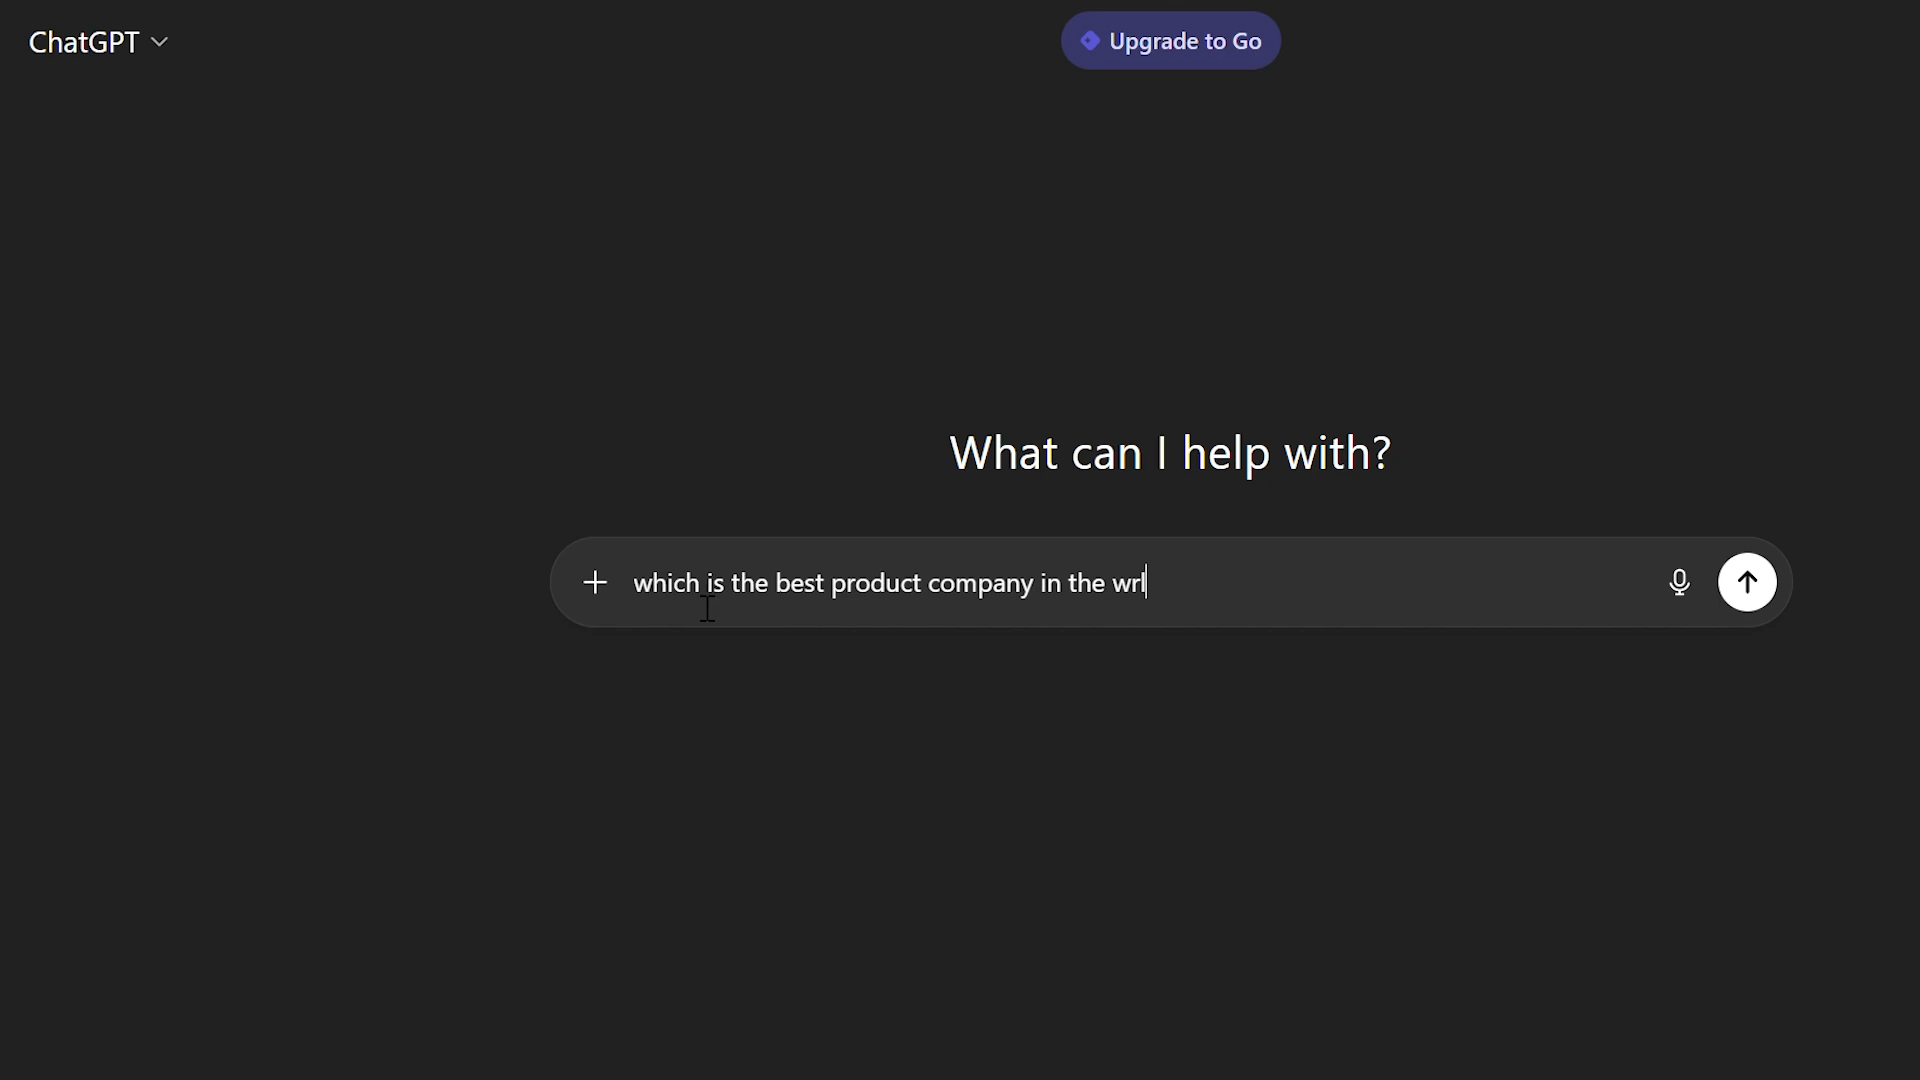 ChatGPT
Upgrade to Go
What can I help with?
which is the best product company in the wrl